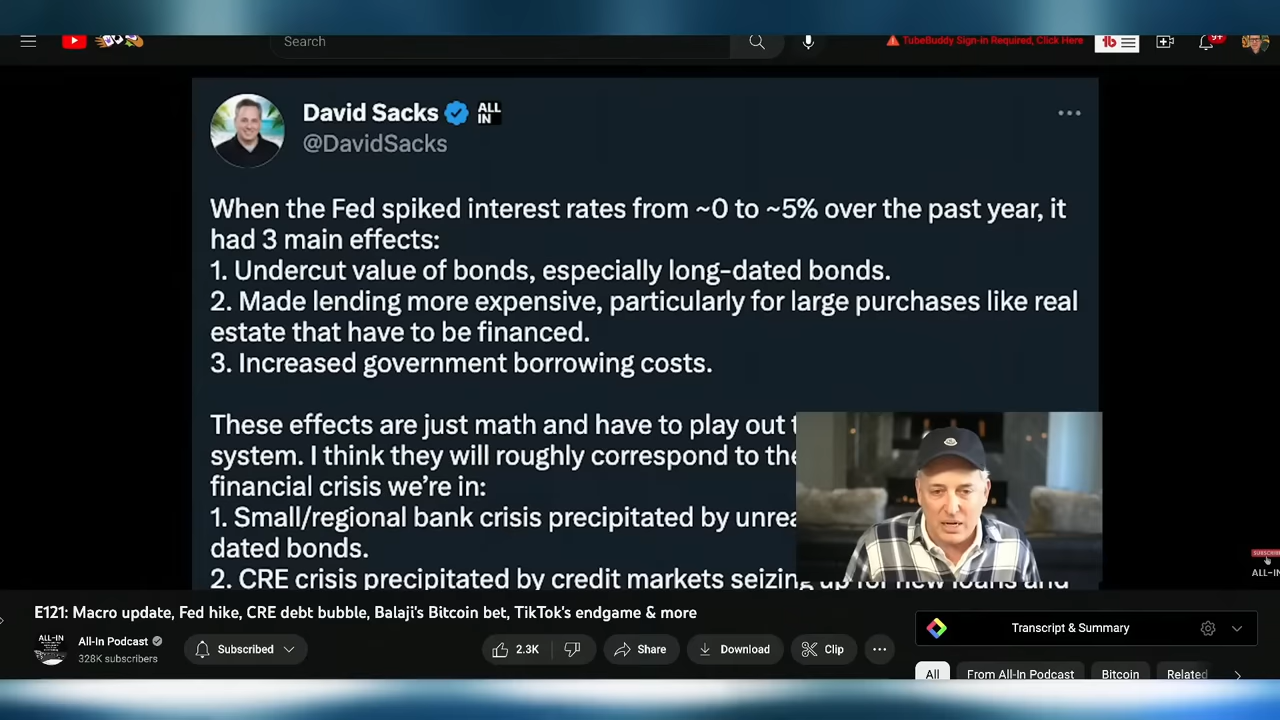 Search
TubeBuddy Sign-in Required, Click Here
9+
David Sacks ALL IN
@DavidSacks
When the Fed spiked interest rates from ~0 to ~5% over the past year, it
had 3 main effects:
1. Undercut value of bonds, especially long-dated bonds.
2. Made lending more expensive, particularly for large purchases like real
estate that have to be financed.
3. Increased government borrowing costs.
These effects are just math and have to play out
system. I think they will roughly correspond to the
financial crisis we're in:
1. Small/regional bank crisis precipitated by
dated bonds.
2. CRE crisis precipitated by credit markets seizing up for new loans and
SUBSCRIBE
ALL-IN
E121: Macro update, Fed hike, CRE debt bubble, Balaji's Bitcoin bet, TikTok's endgame & more
ALL-IN
All-In Podcast
328K subscribers
Subscribed
2.3K
Share
Download
Clip
Transcript & Summary
All
From All-In Podcast
Bitcoin
Related